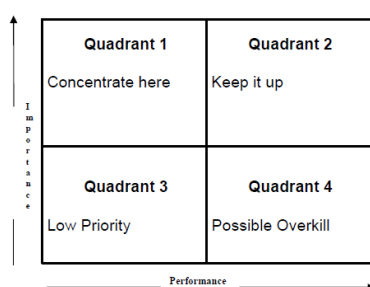 Quadrant 1
Concentrate here
Quadrant 2
Keep it up
Importance
Quadrant 3
Low Priority
Quadrant 4
Possible Overkill
Performance